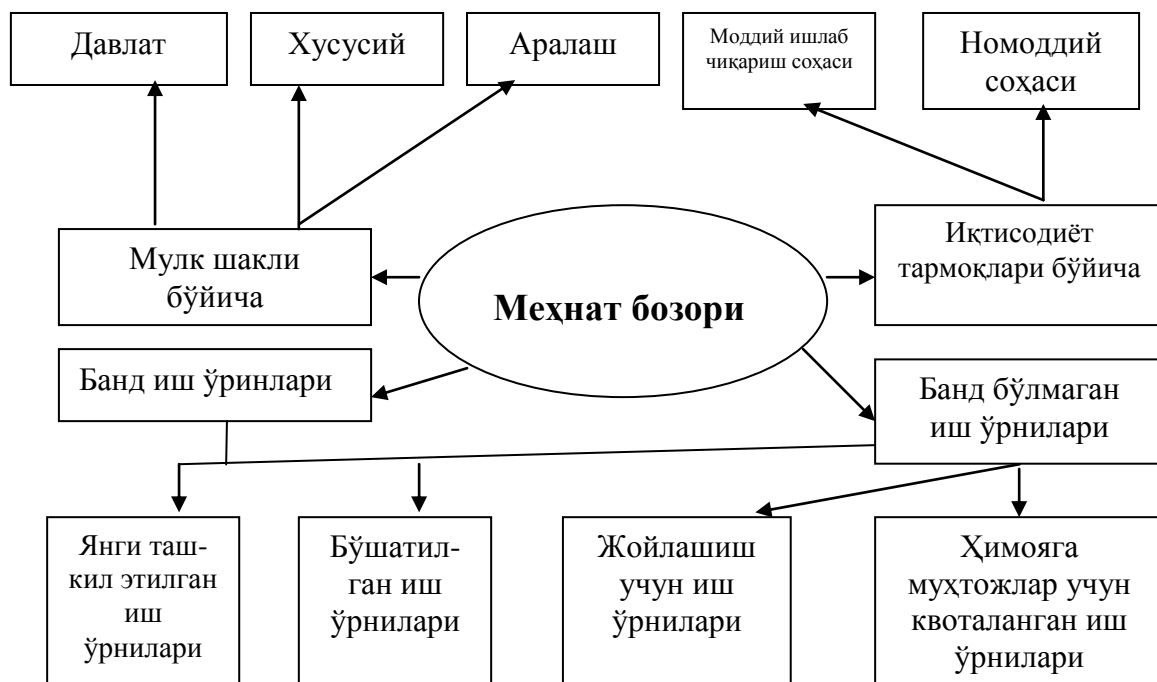 Давлат
Хусусий
Аралаш
Моддий ишлаб
чиқариш соҳаси
Номоддий
соҳаси
Мулк шакли
бўйича
Меҳнат бозори
Иқтисодиёт
тармоқлари бўйича
Банд иш ўринлари
Банд бўлмаган
иш ўрнилари
Янги таш-
кил этилган
иш
ўрнилари
Бўшатил-
ган иш
ўрнилари
Жойлашиш
учун иш
ўрнилари
Ҳимояга
муҳтожлар учун
квоталанган иш
ўрнилари